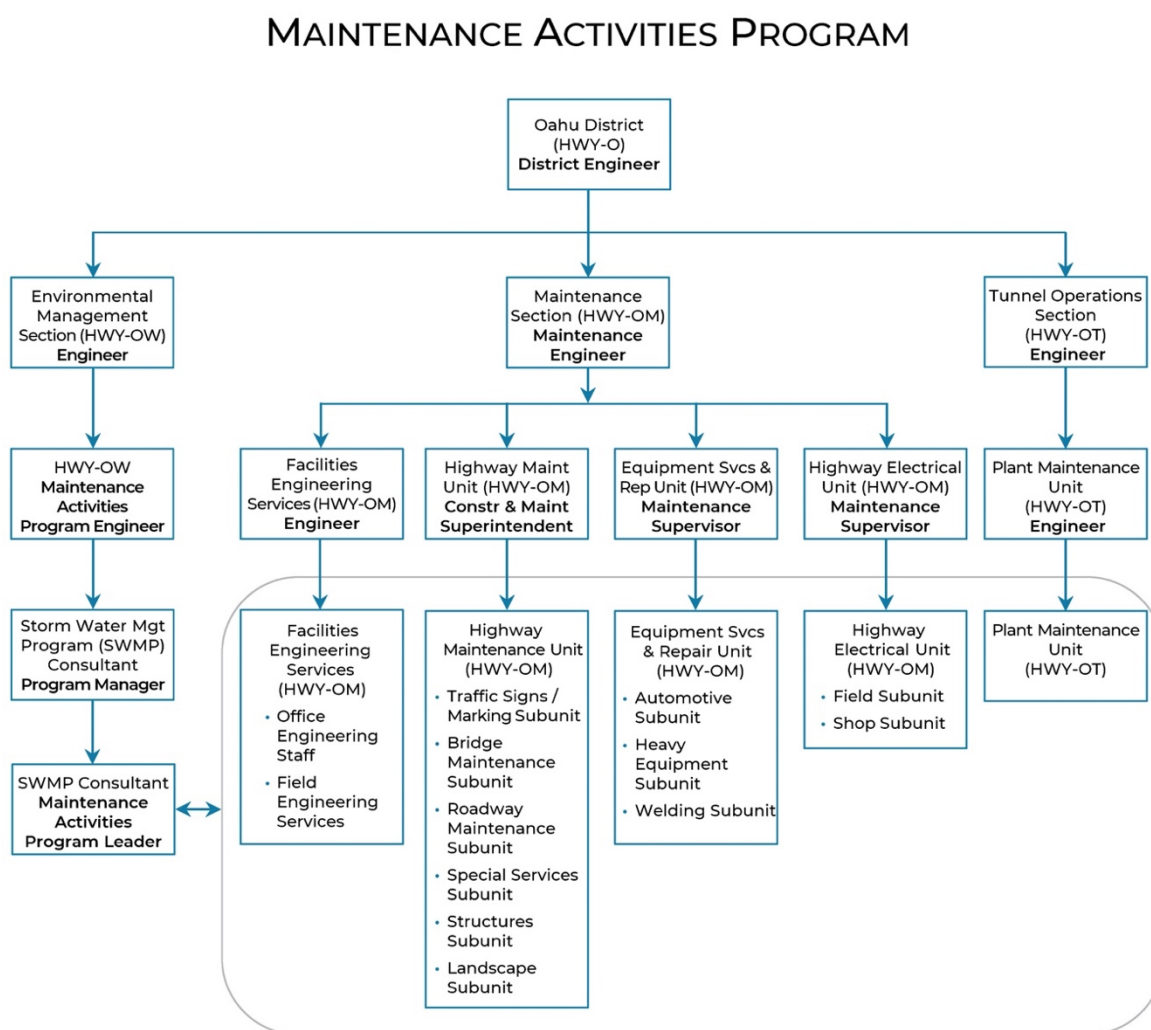 MAINTENANCE ACTIVITIES PROGRAM
Oahu District
(HWY-O)
District Engineer
Environmental
Management
Section (HWY-OW)
Engineer
Maintenance
Section (HWY-OM)
Maintenance
Engineer
Tunnel Operations
Section
(HWY-OT)
Engineer
HWY-OW
Maintenance
Activities
Program Engineer
Facilities
Engineering
Services (HWY-OM)
Engineer
Highway Maint
Unit (HWY-OM)
Constr & Maint
Superintendent
Equipment Svcs &
Rep Unit (HWY-OM)
Maintenance
Supervisor
Highway Electrical
Unit (HWY-OM)
Maintenance
Supervisor
Plant Maintenance
Unit
(HWY-OT)
Engineer
Storm Water Mgt
Program (SWMP)
Consultant
Program Manager
Facilities
Engineering
Services
(HWY-OM)
• Office
Engineering
Staff
• Field
Engineering
Services
Highway
Maintenance Unit
(HWY-OM)
• Traffic Signs /
Marking Subunit
• Bridge
Maintenance
Subunit
• Roadway
Maintenance
Subunit
• Special Services
Subunit
• Structures
Subunit
• Landscape
Subunit
Equipment Svcs
& Repair Unit
(HWY-OM)
• Automotive
Subunit
• Heavy
Equipment
Subunit
• Welding Subunit
Highway
Electrical Unit
(HWY-OM)
• Field Subunit
• Shop Subunit
Plant Maintenance
Unit
(HWY-OT)
SWMP Consultant
Maintenance
Activities
Program Leader